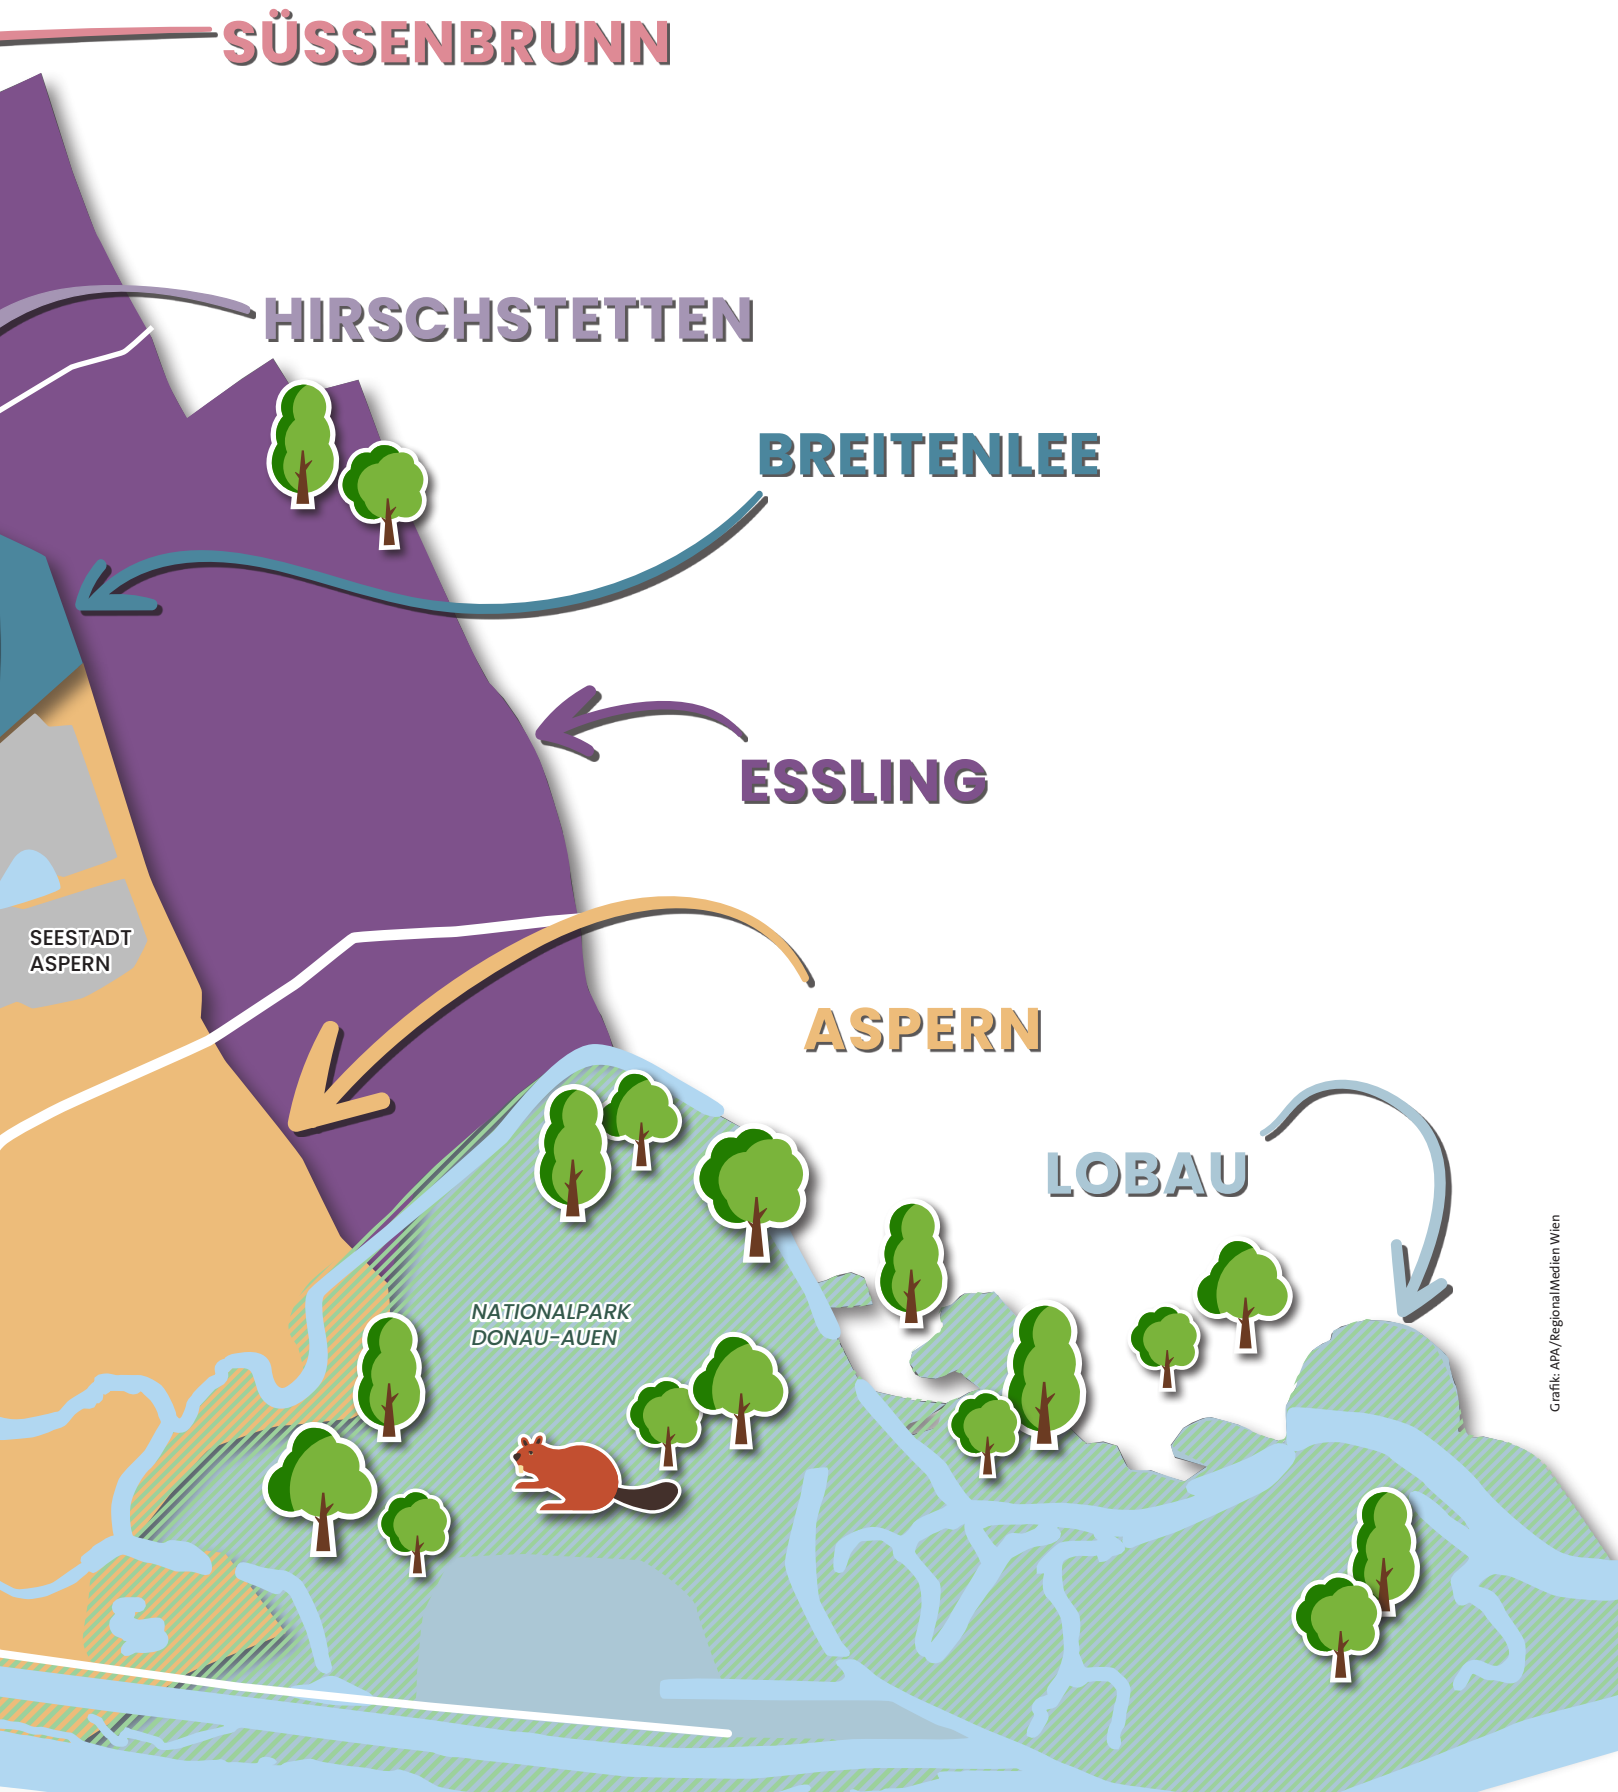 SÜSSENBRUNN
HIRSCHSTETTEN
BREITENLEE
ESSLING
SEESTADT
ASPERN
ASPERN
LOBAU
NATIONALPARK
DONAU-AUEN
Grafik: APA/RegionalMedien Wien